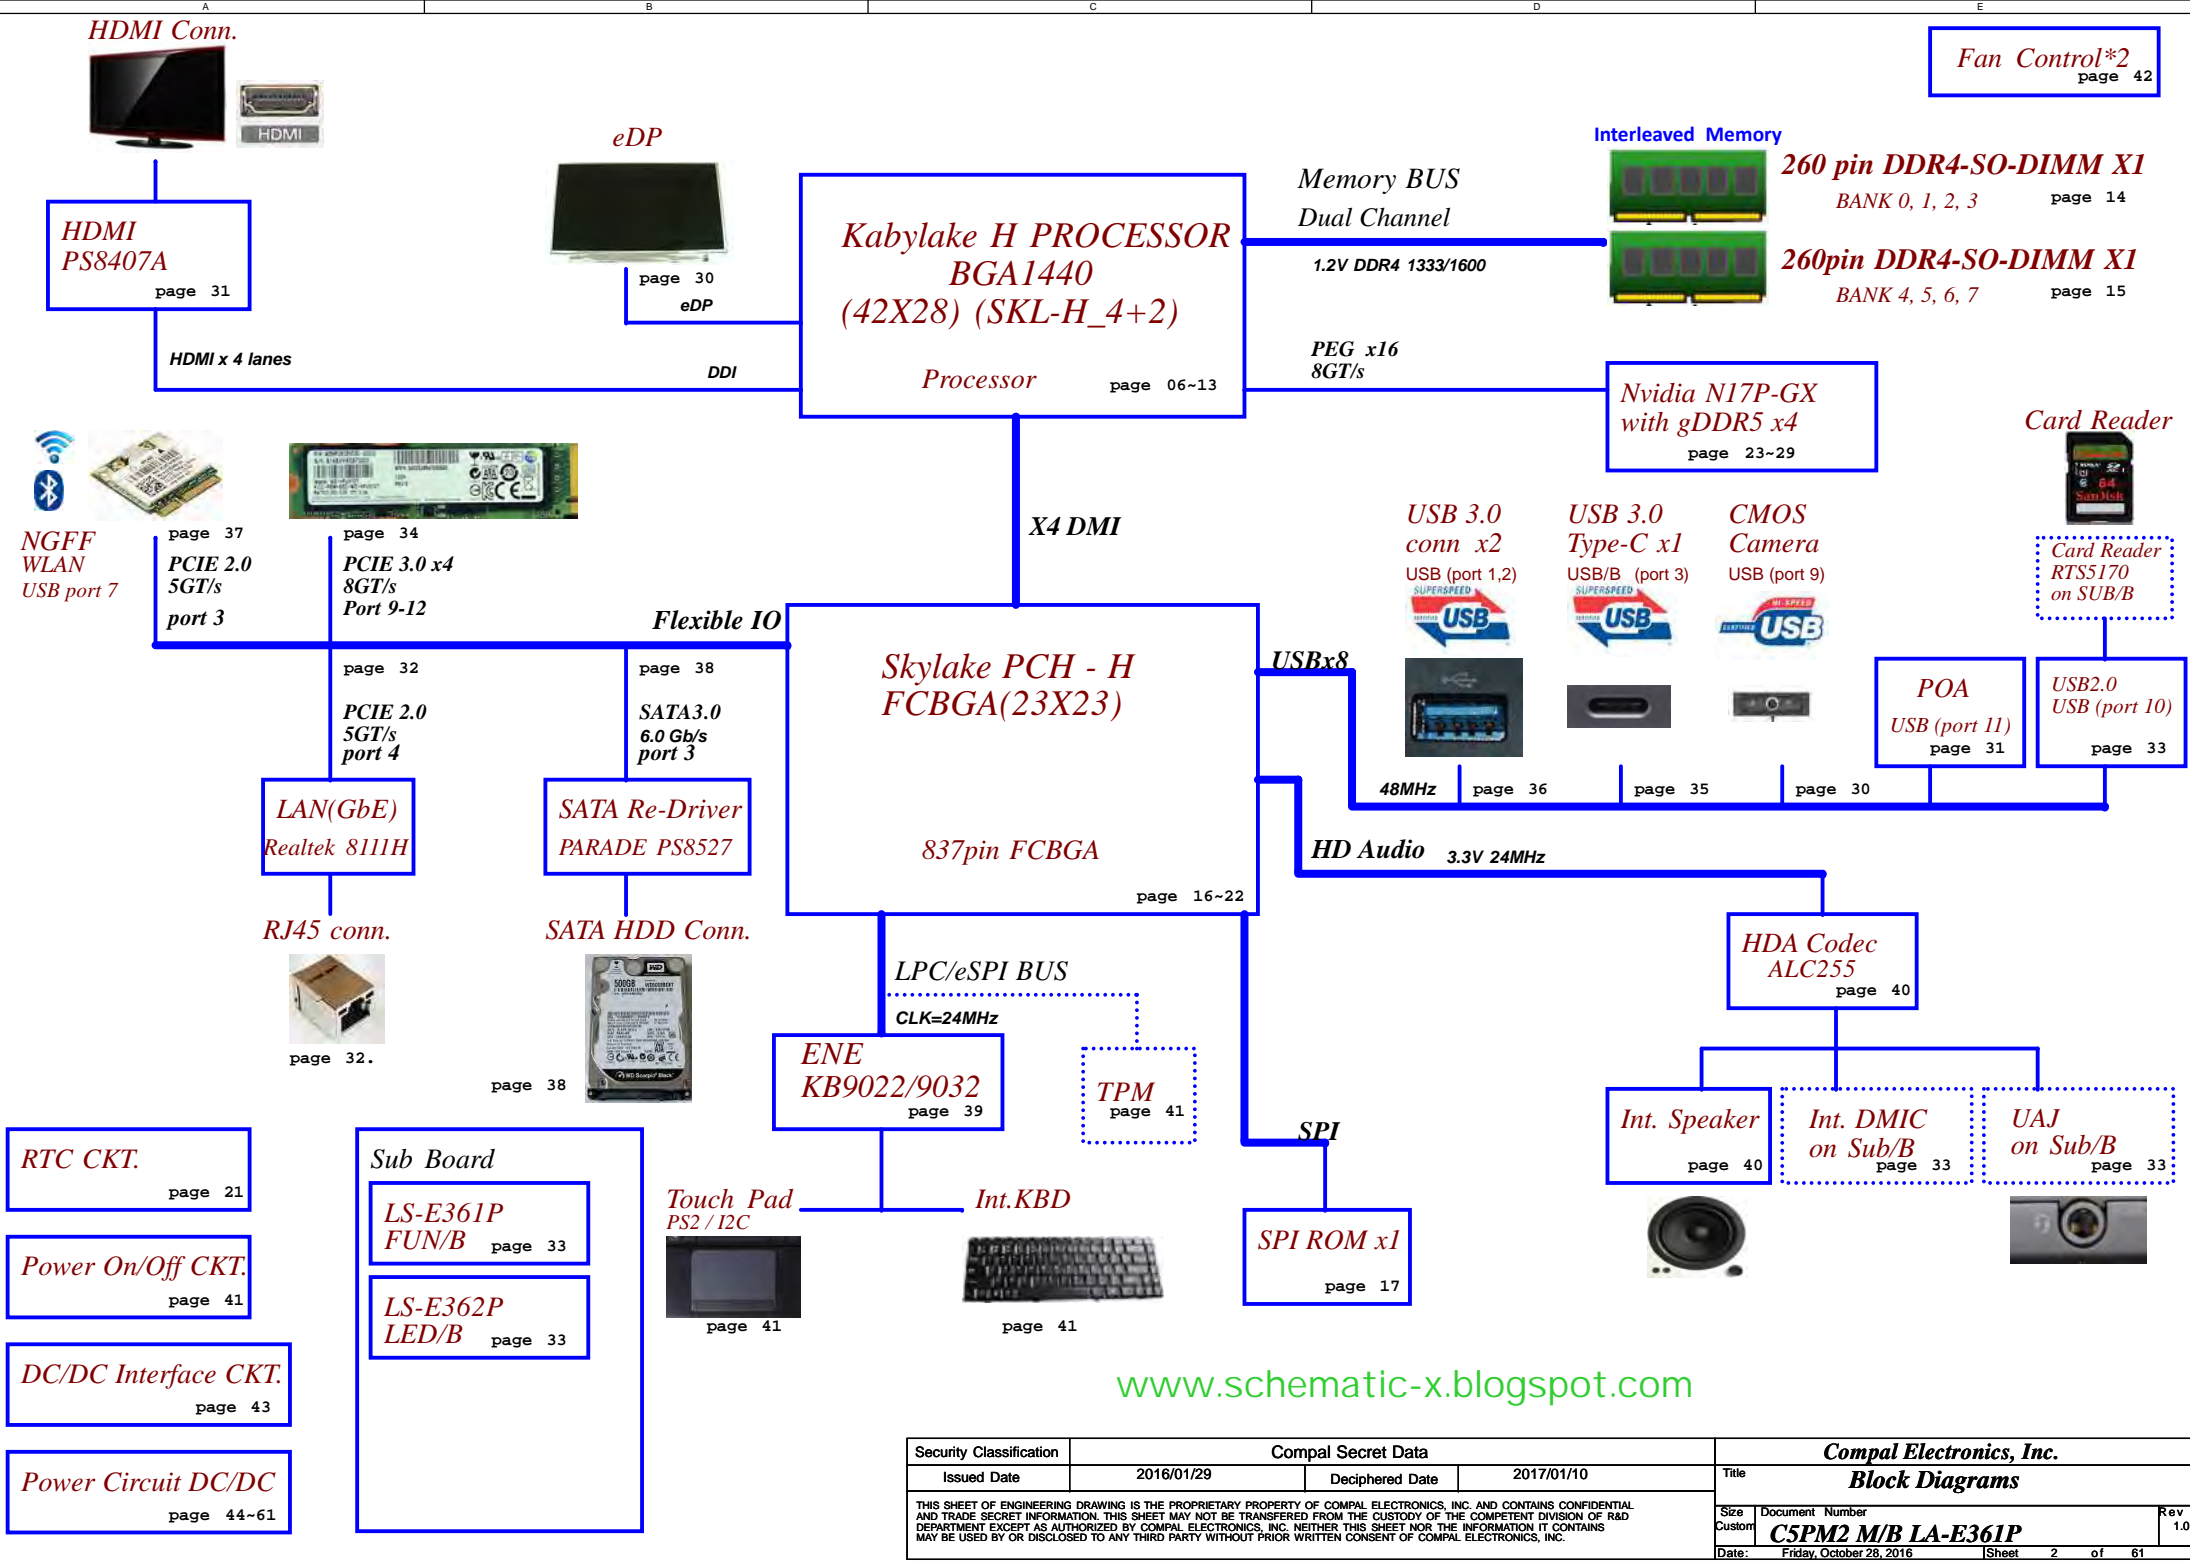 A B C D E
HDMI Conn.
HDMI
Fan Control*2
page 42
eDP
Interleaved Memory
260 pin DDR4-SO-DIMM X1
BANK 0, 1, 2, 3 page 14
260pin DDR4-SO-DIMM X1
BANK 4, 5, 6, 7 page 15
Memory BUS
Dual Channel
1.2V DDR4 1333/1600
HDMI
PS8407A
page 31
page 30
eDP
Kabylake H PROCESSOR
BGA1440
(42X28) (SKL-H_4+2)
Processor page 06~13
HDMI x 4 lanes
DDI
PEG x16
8GT/s
Nvidia N17P-GX
with gDDR5 x4
page 23~29
Card Reader
64
SanDisk
Card Reader
RTS5170
on SUB/B
NGFF
WLAN
USB port 7
page 37
PCIE 2.0
5GT/s
port 3
page 34
PCIE 3.0 x4
8GT/s
Port 9-12
X4 DMI
Flexible IO
USB 3.0
conn x2
USB (port 1,2)
SUPERSPEED
CERTIFIED USB
USB 3.0
Type-C x1
USB/B (port 3)
SUPERSPEED
CERTIFIED USB
CMOS
Camera
USB (port 9)
HI-SPEED
CERTIFIED USB
page 32
PCIE 2.0
5GT/s
port 4
page 38
SATA3.0
6.0 Gb/s
port 3
Skylake PCH - H
FCBGA(23X23)
837pin FCBGA
page 16~22
USBx8
POA
USB (port 11)
page 31
USB2.0
USB (port 10)
page 33
48MHz
page 36
page 35
page 30
LAN(GbE)
Realtek 8111H
SATA Re-Driver
PARADE PS8527
HD Audio 3.3V 24MHz
RJ45 conn.
page 32.
SATA HDD Conn.
500GB
WD Scorpio Black
page 38
LPC/eSPI BUS
CLK=24MHz
HDA Codec
ALC255
page 40
ENE
KB9022/9032
page 39
TPM
page 41
SPI
Int. Speaker
page 40
Int. DMIC
on Sub/B
page 33
UAJ
on Sub/B
page 33
RTC CKT.
page 21
Power On/Off CKT.
page 41
DC/DC Interface CKT.
page 43
Power Circuit DC/DC
page 44~61
Sub Board
LS-E361P
FUN/B page 33
LS-E362P
LED/B page 33
Touch Pad
PS2 / I2C
page 41
Int.KBD
page 41
SPI ROM x1
page 17
www.schematic-x.blogspot.com
Security Classification Compal Secret Data
Issued Date 2016/01/29 Deciphered Date 2017/01/10
THIS SHEET OF ENGINEERING DRAWING IS THE PROPRIETARY PROPERTY OF COMPAL ELECTRONICS, INC. AND CONTAINS CONFIDENTIAL
AND TRADE SECRET INFORMATION. THIS SHEET MAY NOT BE TRANSFERED FROM THE CUSTODY OF THE COMPETENT DIVISION OF R&D
DEPARTMENT EXCEPT AS AUTHORIZED BY COMPAL ELECTRONICS, INC. NEITHER THIS SHEET NOR THE INFORMATION IT CONTAINS
MAY BE USED BY OR DISCLOSED TO ANY THIRD PARTY WITHOUT PRIOR WRITTEN CONSENT OF COMPAL ELECTRONICS, INC.
Compal Electronics, Inc.
Title
Block Diagrams
Size Document Number Rev
Custom C5PM2 M/B LA-E361P 1.0
Date: Friday, October 28, 2016 Sheet 2 of 61